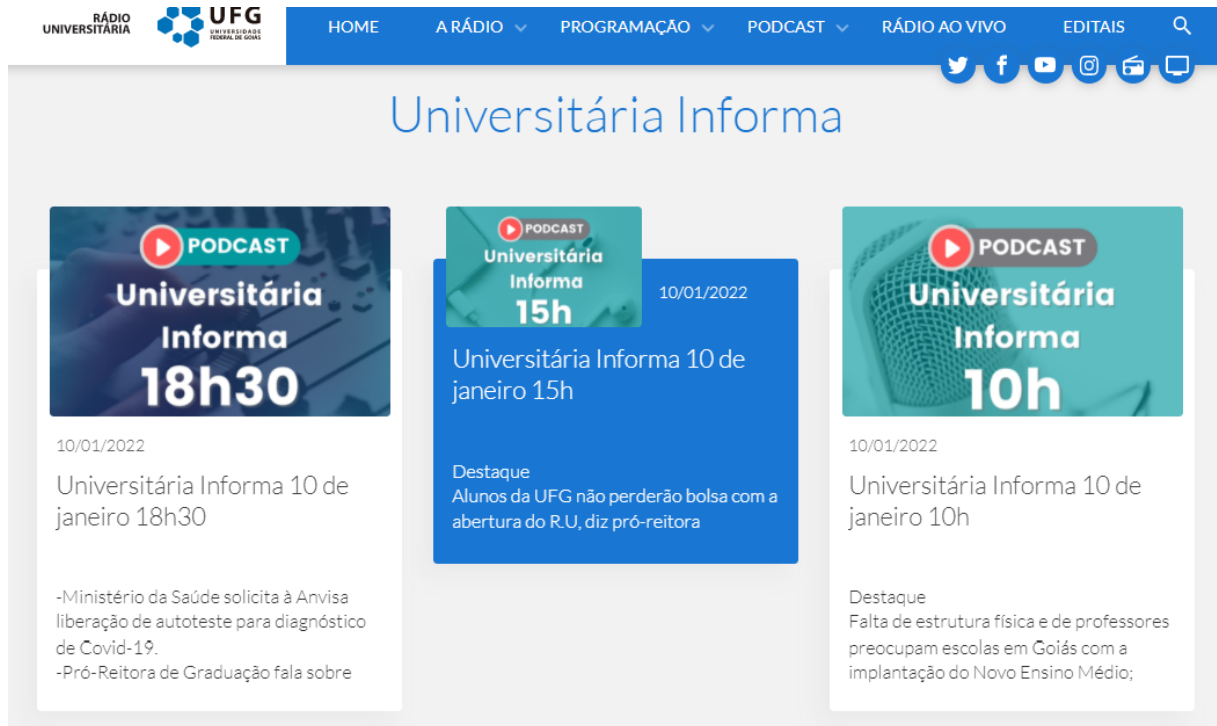 RÁDIO
UNIVERSITÁRIA
UFG
UNIVERSIDADE
FEDERAL DE GOIÁS
HOME
A RÁDIO
PROGRAMAÇÃO
PODCAST
RÁDIO AO VIVO
EDITAIS
Universitária Informa
PODCAST
Universitária
Informa
18h30
10/01/2022
Universitária Informa 10 de
janeiro 18h30
-Ministério da Saúde solicita à Anvisa
liberação de autoteste para diagnóstico
de Covid-19.
-Pró-Reitora de Graduação fala sobre
PODCAST
Universitária
Informa
15h
10/01/2022
Universitária Informa 10 de
janeiro 15h
Destaque
Alunos da UFG não perderão bolsa com a
abertura do R.U, diz pró-reitora
PODCAST
Universitária
Informa
10h
10/01/2022
Universitária Informa 10 de
janeiro 10h
Destaque
Falta de estrutura física e de professores
preocupam escolas em Goiás com a
implantação do Novo Ensino Médio;